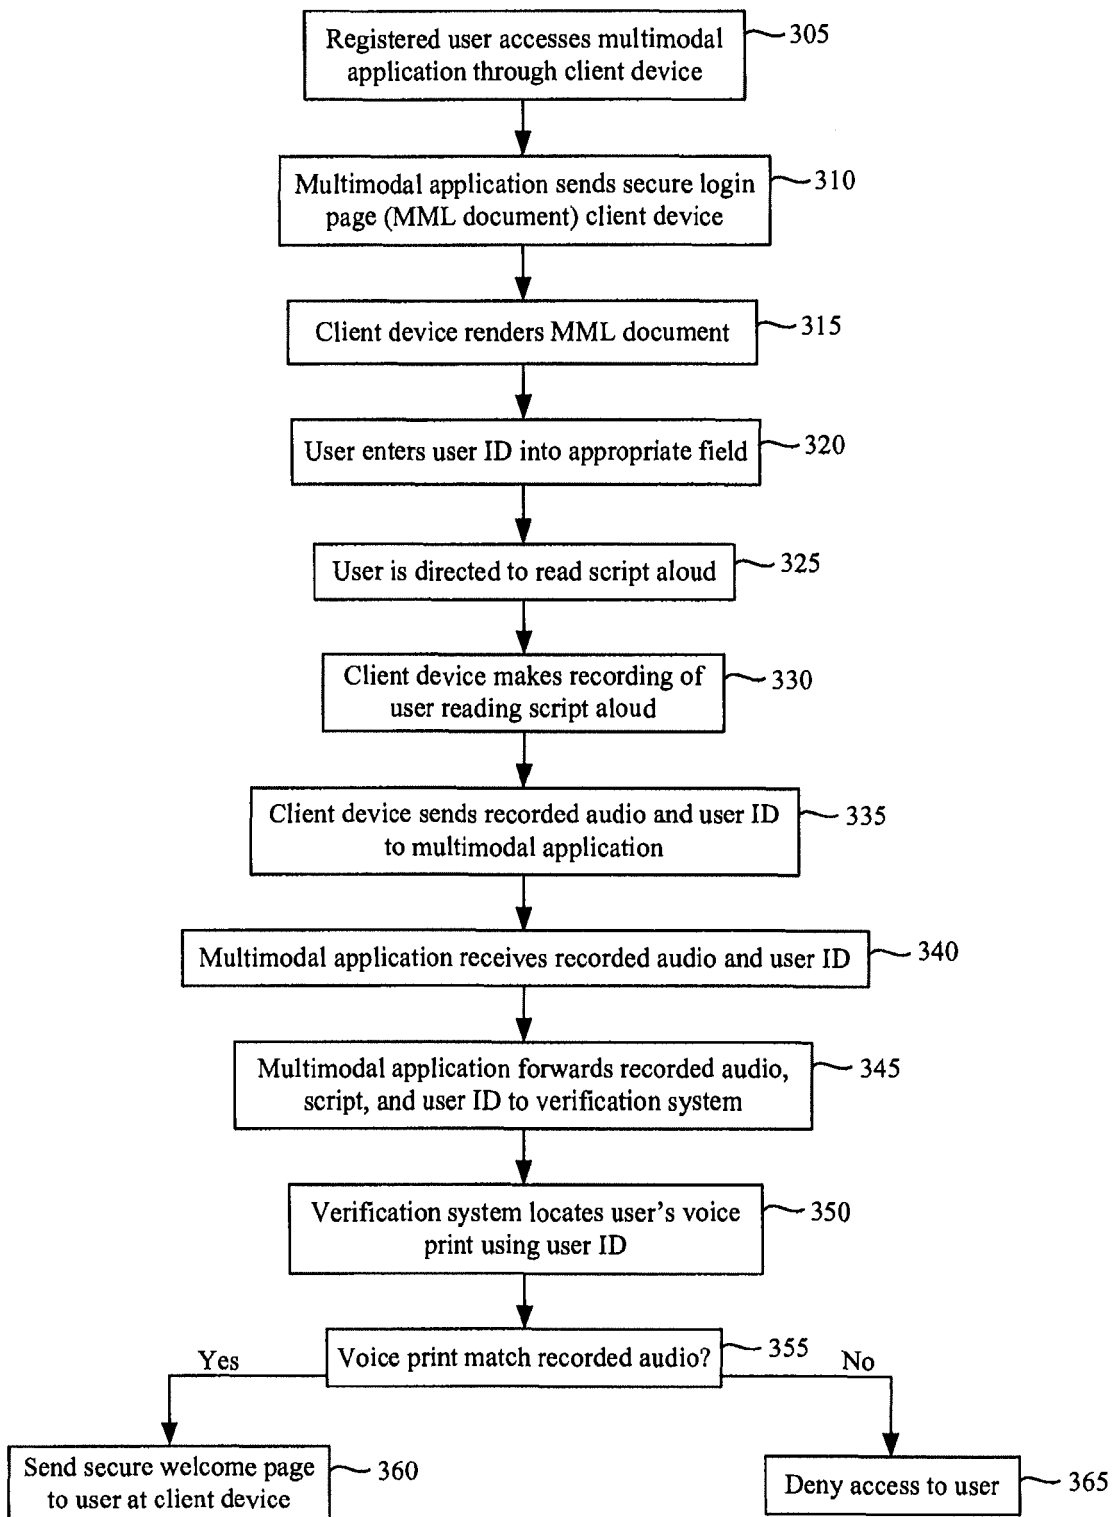 Registered user accesses multimodal
application through client device
305
Multimodal application sends secure login
page (MML document) client device
310
Client device renders MML document
315
User enters user ID into appropriate field
320
User is directed to read script aloud
325
Client device makes recording of
user reading script aloud
330
Client device sends recorded audio and user ID
to multimodal application
335
Multimodal application receives recorded audio and user ID
340
Multimodal application forwards recorded audio,
script, and user ID to verification system
345
Verification system locates user’s voice
print using user ID
350
Voice print match recorded audio?
355
Yes
No
Send secure welcome page
to user at client device
360
Deny access to user
365